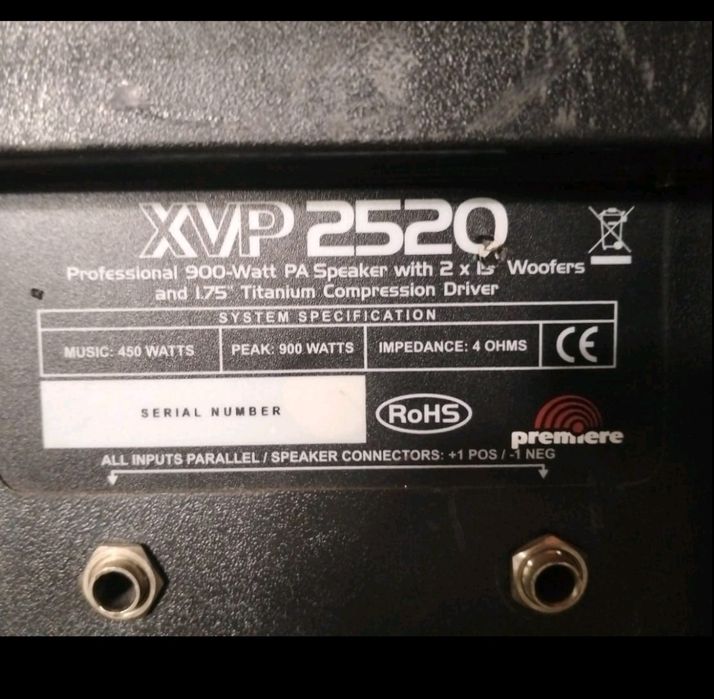 XVP 2520
Professional 900-Watt PA Speaker with 2 x 15" Woofers
and 1.75" Titanium Compression Driver
SYSTEM SPECIFICATION
MUSIC: 450 WATTS PEAK: 900 WATTS IMPEDANCE: 4 OHMS CE
SERIAL NUMBER
RoHS
premiere
ALL INPUTS PARALLEL / SPEAKER CONNECTORS: +1 POS / -1 NEG